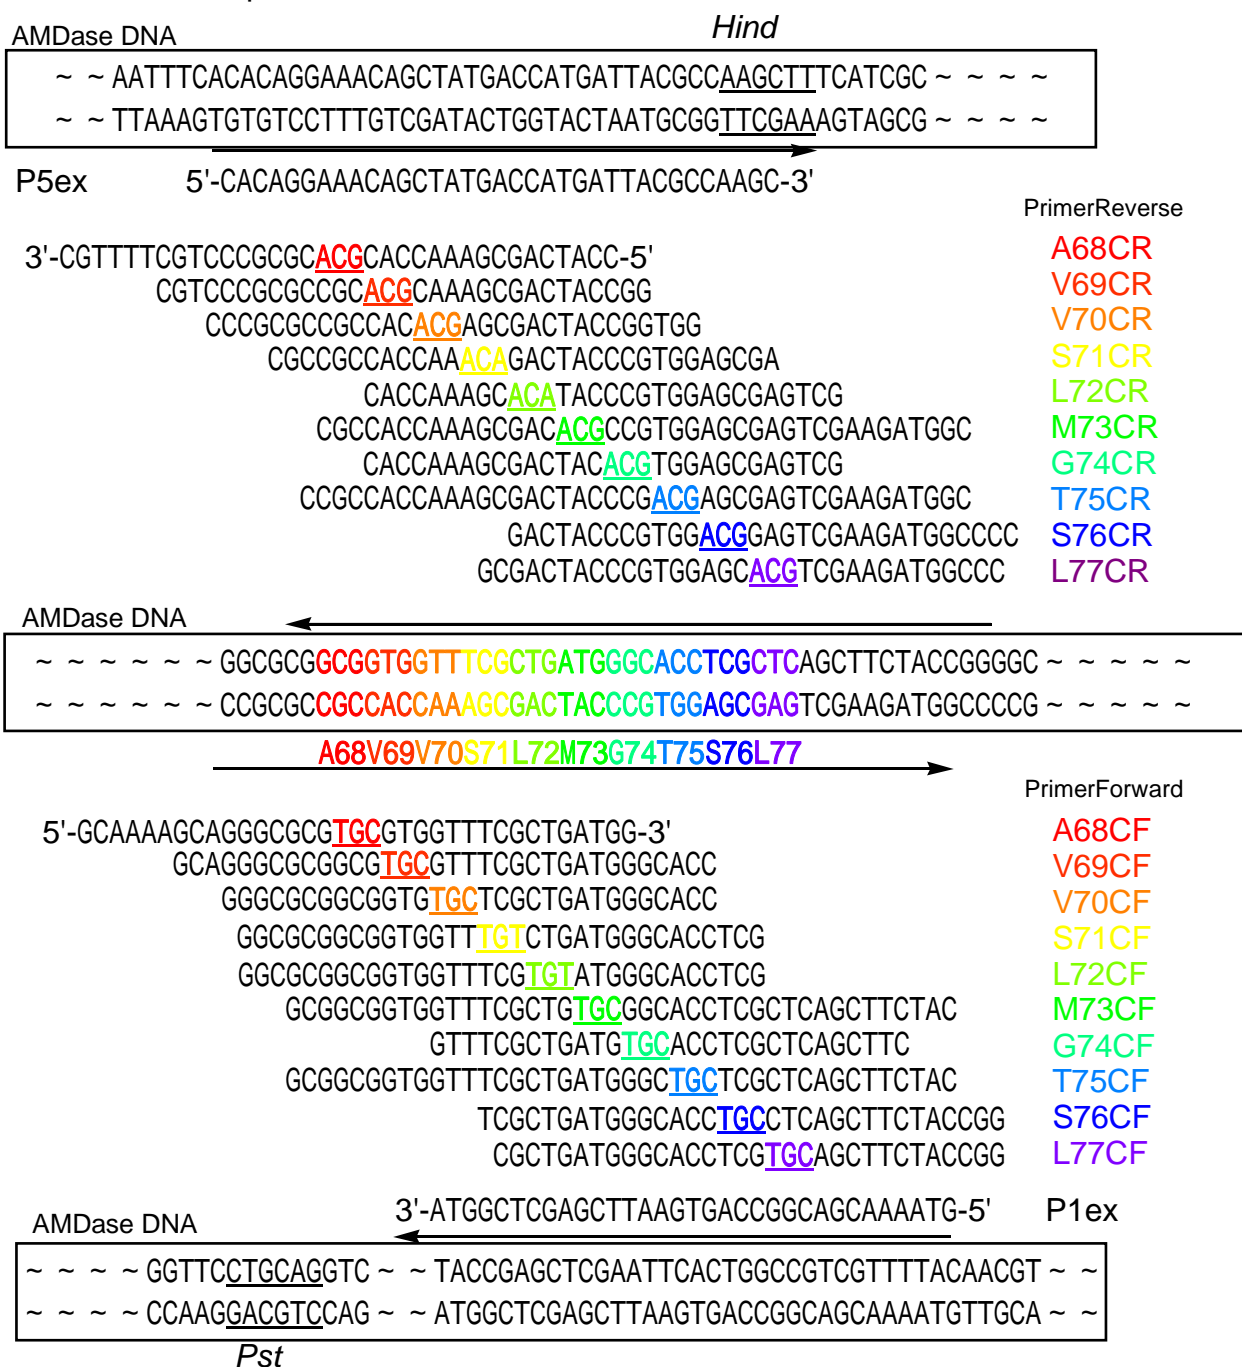 Hind
AMDase DNA
~ ~ AATTTCACACAGGAAACAGCTATGACCATGATTACGCCAAGCTTTCATCGC ~ ~ ~ ~
~ ~ TTAAAGTGTGTCCTTTGTCGATACTGGTACTAATGCGGTTCGAAAGTAGCG ~ ~ ~ ~
P5ex 5'-CACAGGAAACAGCTATGACCATGATTACGCCAAGC-3'
PrimerReverse
3'-CGTTTTCGTCCCGCGCACGCACCAAAGCGACTACC-5' A68CR
CGTCCCGCGCCGCACGCAAAGCGACTACCGG V69CR
CCCGCGCCGCCACACGAGCGACTACCGGTGG V70CR
CGCCGCCACCAAACAGACTACCCGTGGAGCGA S71CR
CACCAAAGCACATACCCGTGGAGCGAGTCG L72CR
CGCCACCAAAGCGACACGCCGTGGAGCGAGTCGAAGATGGC M73CR
CACCAAAGCGACTACACGTGGAGCGAGTCG G74CR
CCGCCACCAAAGCGACTACCCGACGAGCGAGTCGAAGATGGC T75CR
GACTACCCGTGGACGGAGTCGAAGATGGCCCC S76CR
GCGACTACCCGTGGAGCACGTCGAAGATGGCCC L77CR
AMDase DNA
~ ~ ~ ~ ~ ~ GGCGCGGCGGTGGTTTCGCTGATGGGCACCTCGCTCAGCTTCTACCGGGGC ~ ~ ~ ~ ~
~ ~ ~ ~ ~ ~ CCGCGCCGCCACCAAAGCGACTACCCGTGGAGCGAGTCGAAGATGGCCCCG ~ ~ ~ ~ ~
A68V69V70S71L72M73G74T75S76L77
PrimerForward
5'-GCAAAAGCAGGGCGCGTGCGTGGTTTCGCTGATGG-3' A68CF
GCAGGGCGCGGCGTGCGTTTCGCTGATGGGCACC V69CF
GGGCGCGGCGGTGTGCTCGCTGATGGGCACC V70CF
GGCGCGGCGGTGGTTTGTCTGATGGGCACCTCG S71CF
GGCGCGGCGGTGGTTTCGTGTATGGGCACCTCG L72CF
GCGGCGGTGGTTTCGCTGTGCGGCACCTCGCTCAGCTTCTAC M73CF
GTTTCGCTGATGTGCACCTCGCTCAGCTTC G74CF
GCGGCGGTGGTTTCGCTGATGGGCTGCTCGCTCAGCTTCTAC T75CF
TCGCTGATGGGCACCTGCCTCAGCTTCTACCGG S76CF
CGCTGATGGGCACCTCGTGCAGCTTCTACCGG L77CF
3'-ATGGCTCGAGCTTAAGTGACCGGCAGCAAAATG-5' P1ex
AMDase DNA
~ ~ ~ ~ GGTTCCTGCAGGTC ~ ~ TACCGAGCTCGAATTCACTGGCCGTCGTTTTACAACGT ~ ~
~ ~ ~ ~ CCAAGGACGTCCAG ~ ~ ATGGCTCGAGCTTAAGTGACCGGCAGCAAAATGTTGCA ~ ~
Pst